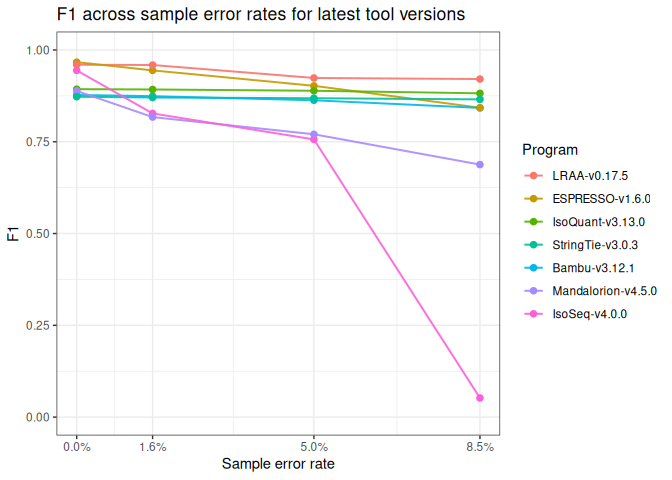 F1 across sample error rates for latest tool versions
1.00
0.75
0.50
0.25
0.00
F1
0.0%
1.6%
5.0%
8.5%
Sample error rate
Program
LRAA-v0.17.5
ESPRESSO-v1.6.0
IsoQuant-v3.13.0
StringTie-v3.0.3
Bambu-v3.12.1
Mandalorion-v4.5.0
IsoSeq-v4.0.0